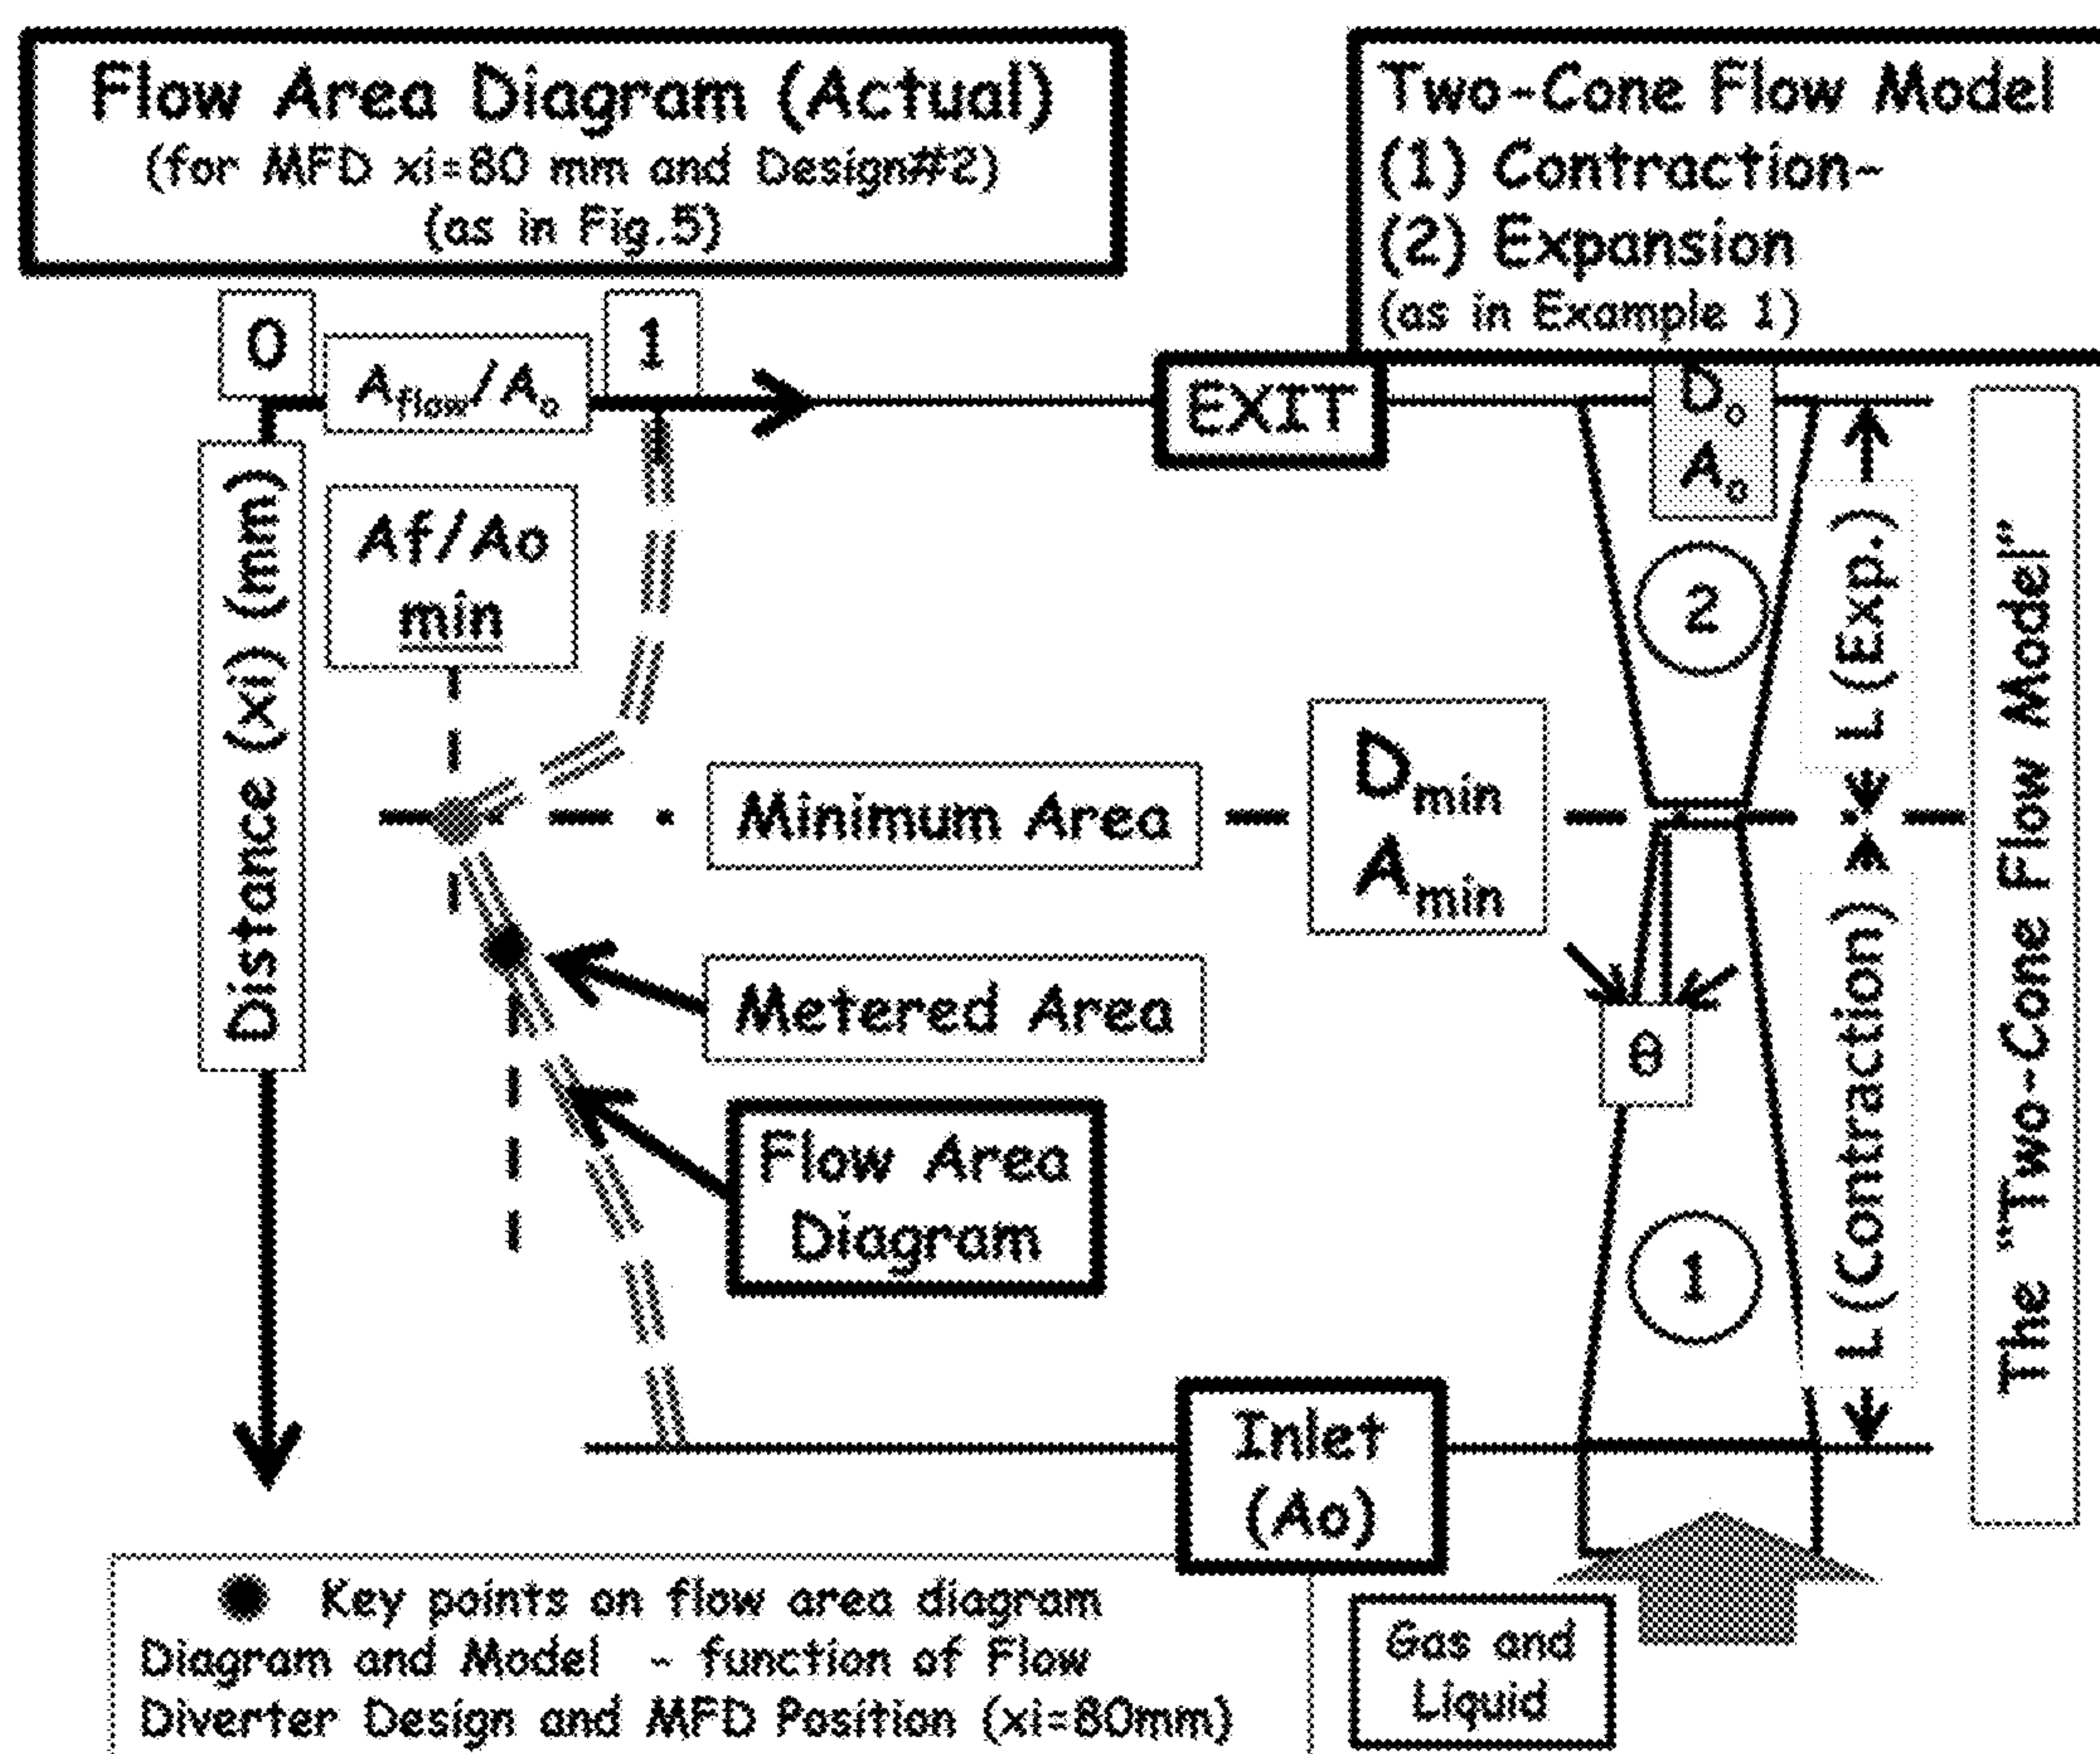 Flow Area Diagram (Actual)
(for MFD xi=80 mm and Design#2)
(as in Fig.5)
Two-Cone Flow Model
(1) Contraction-
(2) Expansion
(as in Example 1)
0
Aflow/Ao
1
EXIT
Do
Ao
Distance (xi) (mm)
Af/Ao
min
2
L (Exp.)
Minimum Area
Dmin
Amin
Metered Area
θ
Flow Area
Diagram
1
L (Contraction)
The "Two-Cone Flow Model"
Inlet
(Ao)
Key points on flow area diagram
Diagram and Model - function of Flow
Diverter Design and MFD Position (xi=80mm)
Gas and
Liquid